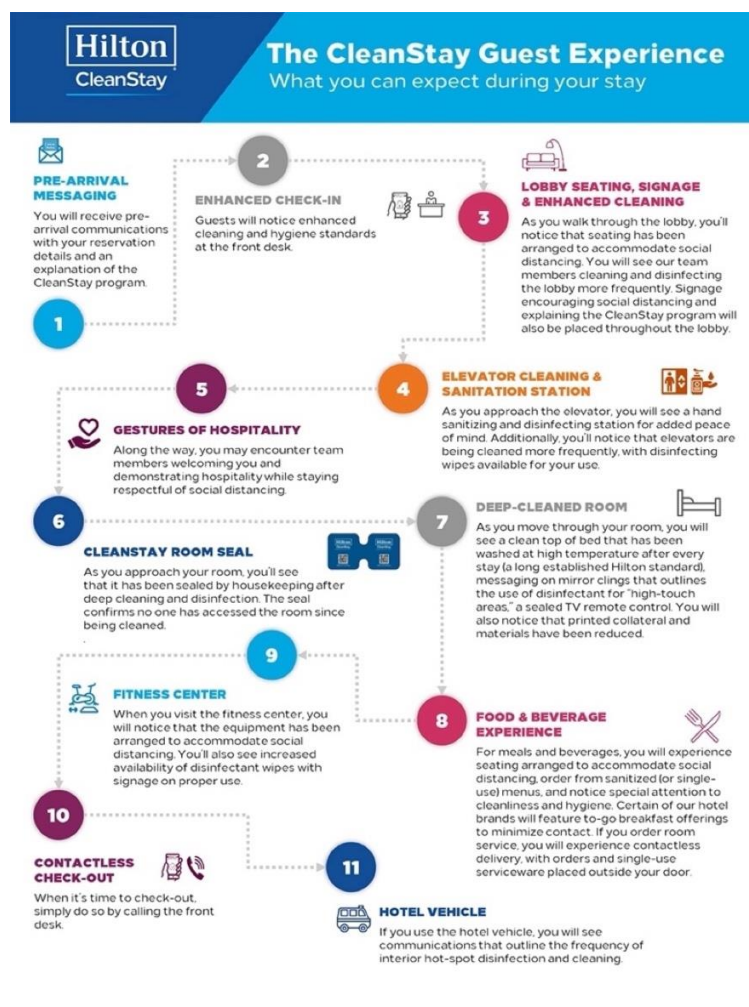 Hilton
CleanStay
The CleanStay Guest Experience
What you can expect during your stay
PRE-ARRIVAL
MESSAGING
You will receive pre-
arrival communications
with your reservation
details and an
explanation of the
CleanStay program.
1
2
ENHANCED CHECK-IN
Guests will notice enhanced
cleaning and hygiene standards
at the front desk.
3
LOBBY SEATING, SIGNAGE
& ENHANCED CLEANING
As you walk through the lobby, you'll
notice that seating has been
arranged to accommodate social
distancing. You will see our team
members cleaning and disinfecting
the lobby more frequently. Signage
encouraging social distancing and
explaining the CleanStay program will
also be placed throughout the lobby.
4
ELEVATOR CLEANING &
SANITATION STATION
As you approach the elevator, you will see a hand
sanitizing and disinfecting station for added peace
of mind. Additionally, you'll notice that elevators are
being cleaned more frequently, with disinfecting
wipes available for your use.
5
GESTURES OF HOSPITALITY
Along the way, you may encounter team
members welcoming you and
demonstrating hospitality while staying
respectful of social distancing.
6
CLEANSTAY ROOM SEAL
As you approach your room, you'll see
that it has been sealed by housekeeping after
deep cleaning and disinfection. The seal
confirms no one has accessed the room since
being cleaned.
.
Hilton
Hilton
7
DEEP-CLEANED ROOM
As you move through your room, you will
see a clean top of bed that has been
washed at high temperature after every
stay (a long established Hilton standard),
messaging on mirror clings that outlines
the use of disinfectant for "high-touch
areas," a sealed TV remote control. You will
also notice that printed collateral and
materials have been reduced.
8
FOOD & BEVERAGE
EXPERIENCE
For meals and beverages, you will experience
seating arranged to accommodate social
distancing, order from sanitized (or single-
use) menus, and notice special attention to
cleanliness and hygiene. Certain of our hotel
brands will feature to-go breakfast offerings
to minimize contact. If you order room
service, you will experience contactless
delivery, with orders and single-use
serviceware placed outside your door.
9
FITNESS CENTER
When you visit the fitness center, you
will notice that the equipment has been
arranged to accommodate social
distancing. You'll also see increased
availability of disinfectant wipes with
signage on proper use.
10
CONTACTLESS
CHECK-OUT
When it's time to check-out,
simply do so by calling the front
desk.
11
HOTEL VEHICLE
If you use the hotel vehicle, you will see
communications that outline the frequency of
interior hot-spot disinfection and cleaning.